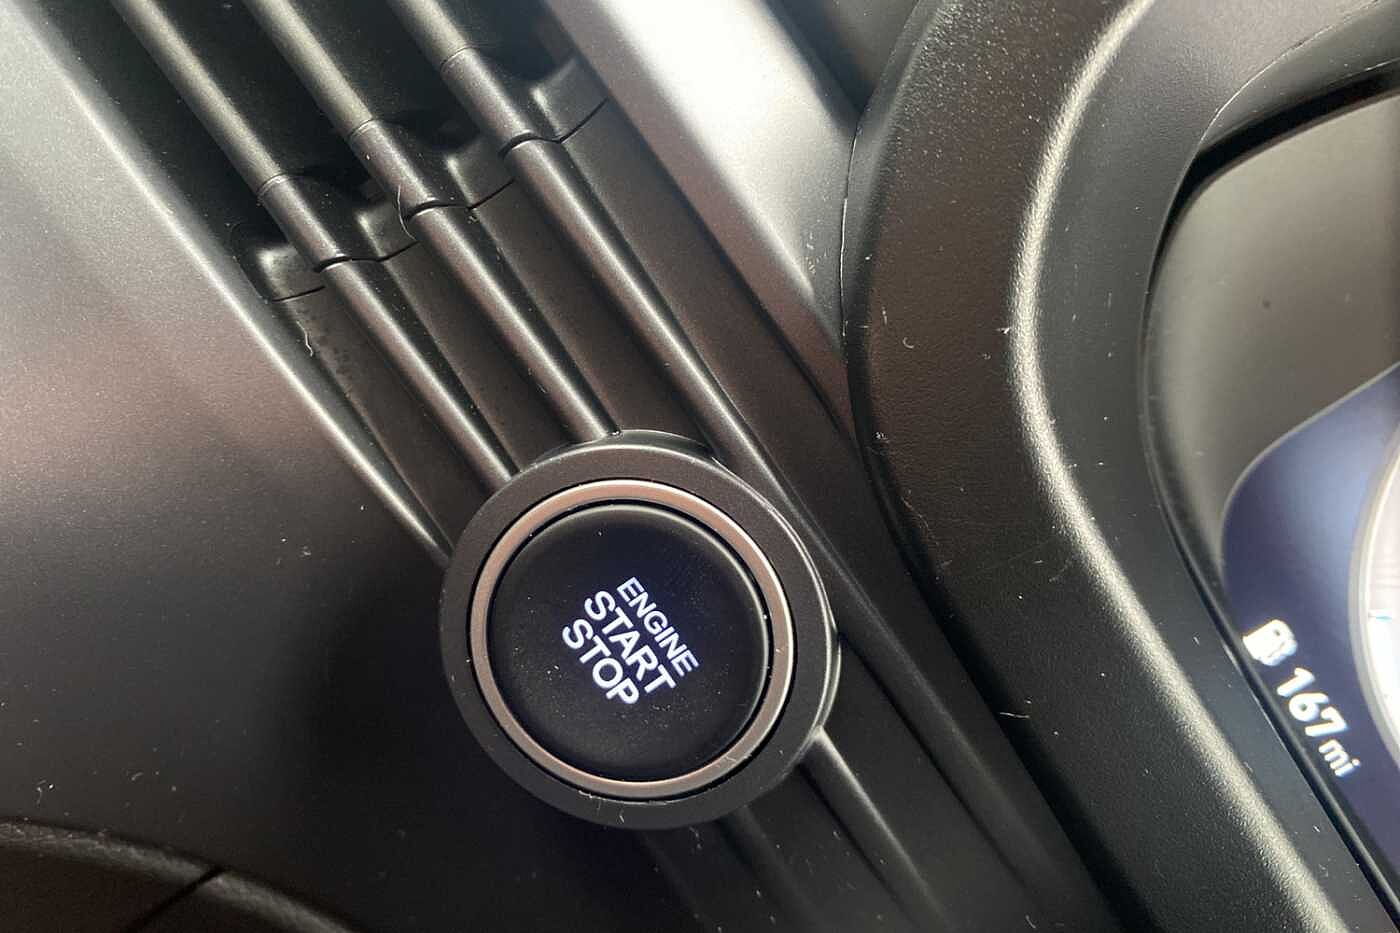 ENGINE
START
STOP
167 mi